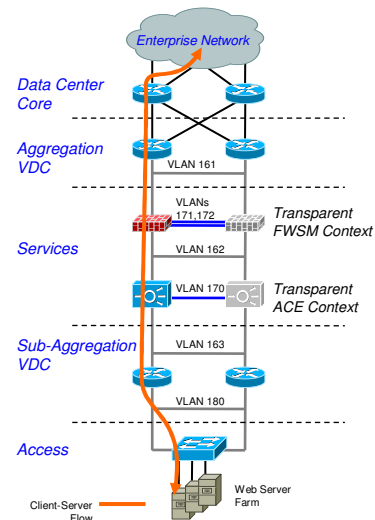 Enterprise Network
Data Center
Core
Aggregation
VDC
VLAN 161
VLANs
171,172
Transparent
FWSM Context
Services
VLAN 162
VLAN 170
Transparent
ACE Context
Sub-Aggregation
VDC
VLAN 163
VLAN 180
Access
Web Server
Farm
Client-Server
Flow